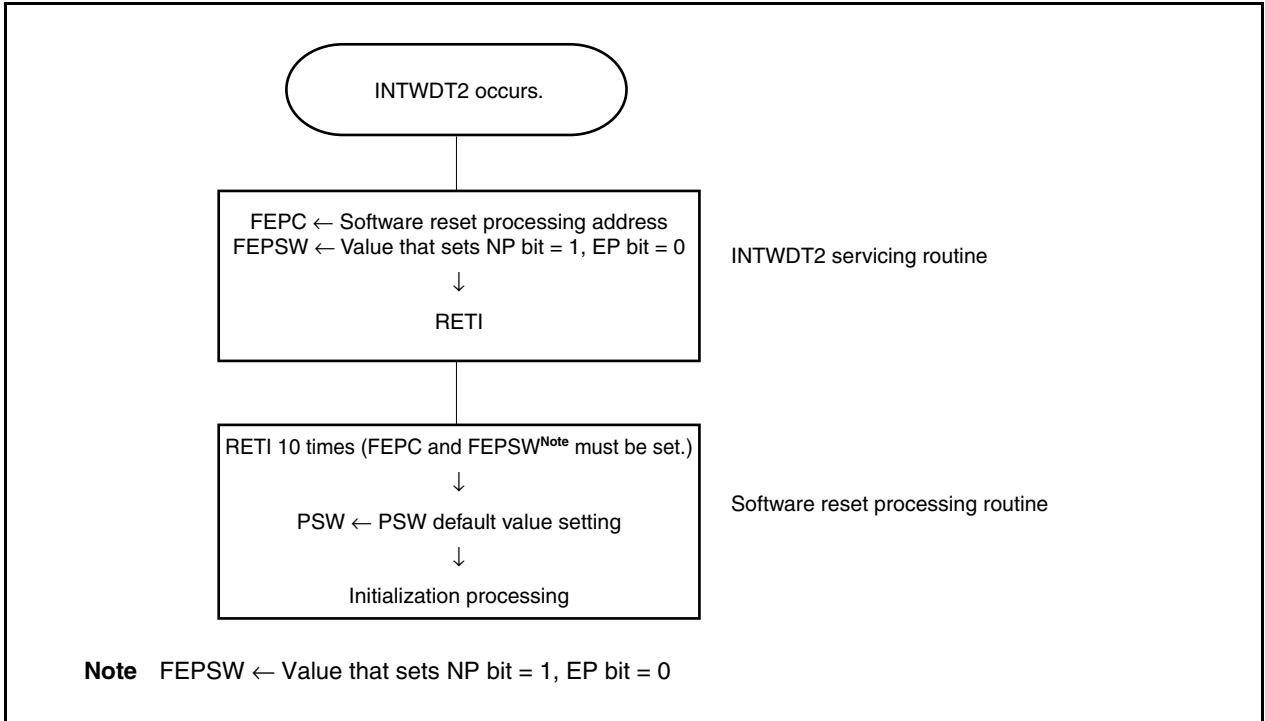 INTWDT2 occurs.
FEPC ← Software reset processing address
FEPSW ← Value that sets NP bit = 1, EP bit = 0
↓
RETI
INTWDT2 servicing routine
RETI 10 times (FEPC and FEPSWNote must be set.)
↓
PSW ← PSW default value setting
↓
Initialization processing
Software reset processing routine
Note FEPSW ← Value that sets NP bit = 1, EP bit = 0